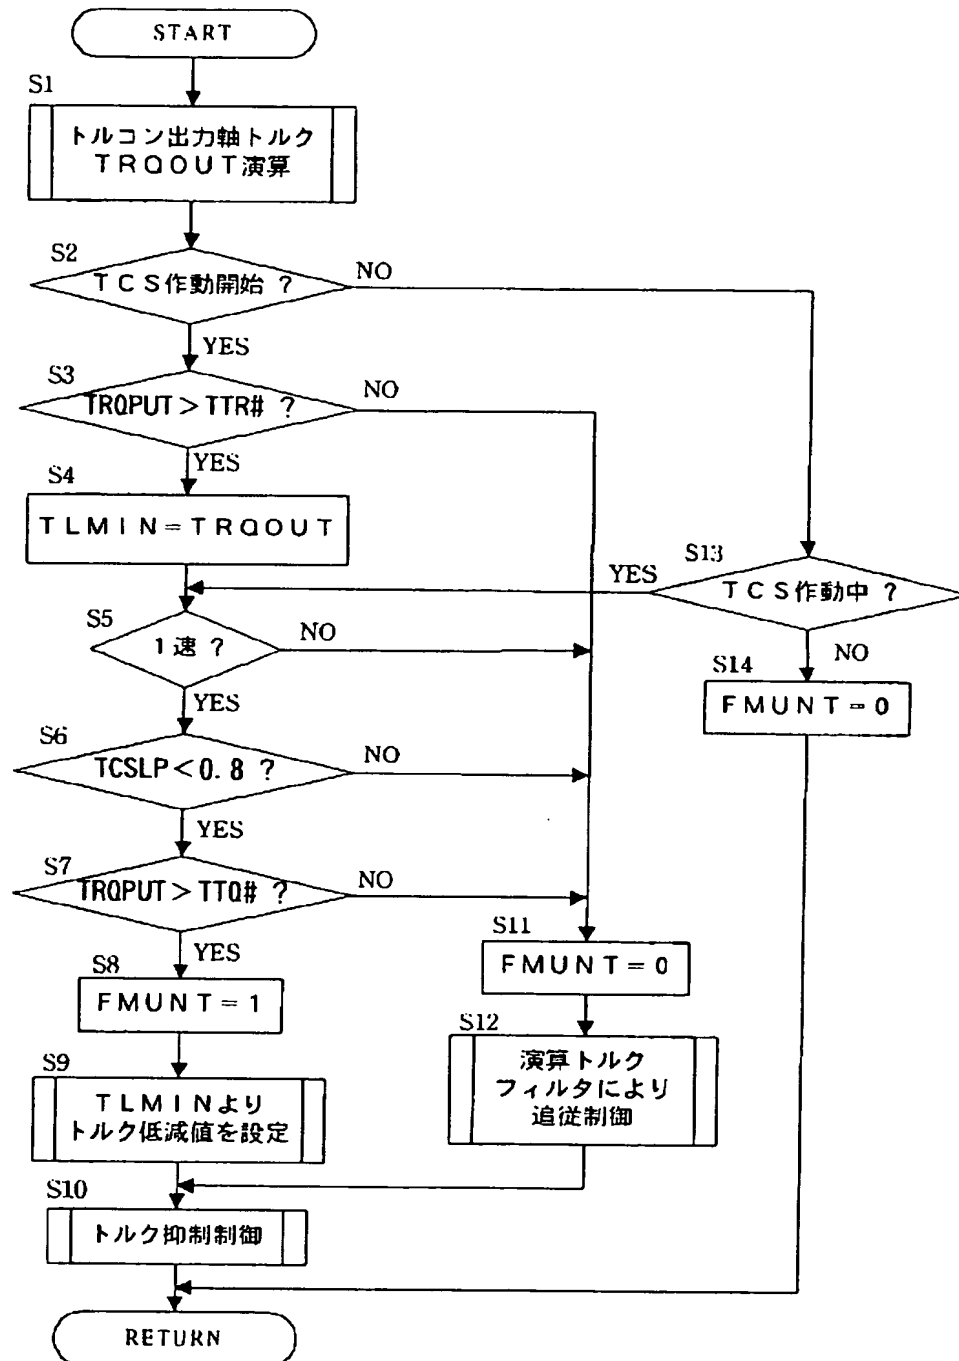 START
S1
トルコン出力軸トルク
TRQOUT演算
S2
TCS作動開始?
NO
YES
S3
TRQPUT>TTR# ?
NO
YES
S4
TLMIN=TRQOUT
S13
TCS作動中?
YES
NO
S14
FMUNT=0
S5
1速?
NO
YES
S6
TCSLP<0.8 ?
NO
YES
S7
TRQPUT>TTQ# ?
NO
YES
S8
FMUNT=1
S11
FMUNT=0
S12
演算トルク
フィルタにより
追従制御
S9
TLMINより
トルク低減値を設定
S10
トルク抑制制御
RETURN